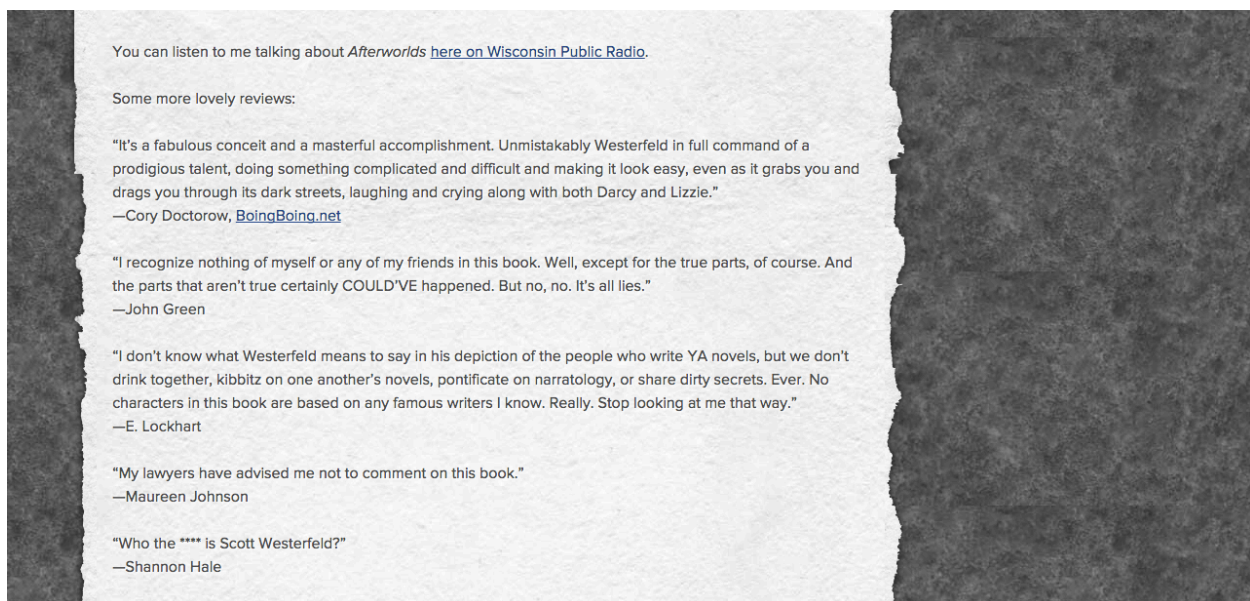 You can listen to me talking about Afterworlds here on Wisconsin Public Radio.
Some more lovely reviews:
“It’s a fabulous conceit and a masterful accomplishment. Unmistakably Westerfeld in full command of a
prodigious talent, doing something complicated and difficult and making it look easy, even as it grabs you and
drags you through its dark streets, laughing and crying along with both Darcy and Lizzie.”
—Cory Doctorow, BoingBoing.net
“I recognize nothing of myself or any of my friends in this book. Well, except for the true parts, of course. And
the parts that aren’t true certainly COULD’VE happened. But no, no. It’s all lies.”
—John Green
“I don’t know what Westerfeld means to say in his depiction of the people who write YA novels, but we don’t
drink together, kibbitz on one another’s novels, pontificate on narratology, or share dirty secrets. Ever. No
characters in this book are based on any famous writers I know. Really. Stop looking at me that way.”
—E. Lockhart
“My lawyers have advised me not to comment on this book.”
—Maureen Johnson
“Who the **** is Scott Westerfeld?”
—Shannon Hale